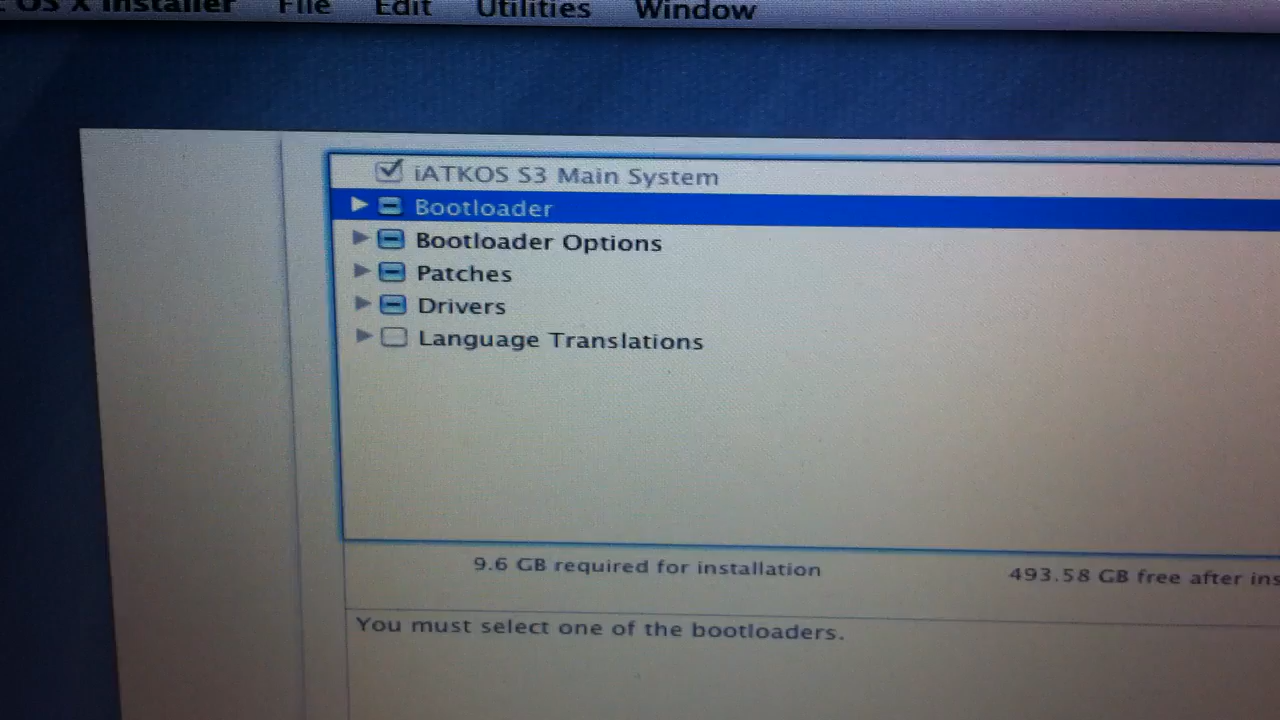 OS X Installer File Edit Utilities Window
iATKOS S3 Main System
Bootloader
Bootloader Options
Patches
Drivers
Language Translations
9.6 GB required for installation 493.58 GB free after ins
You must select one of the bootloaders.